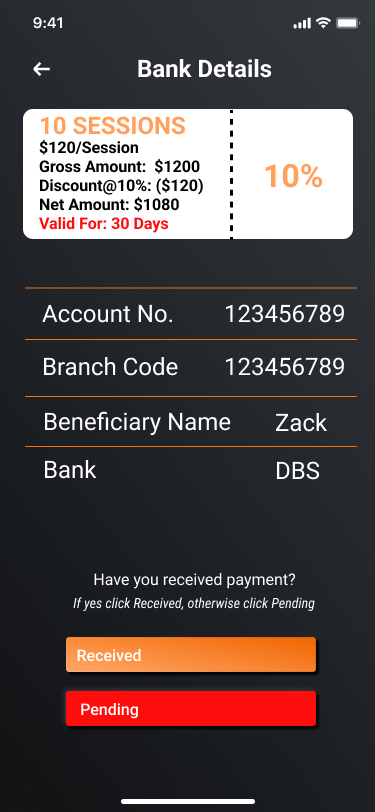 9:41
Bank Details
10 SESSIONS
$120/Session
Gross Amount:  $1200
Discount@10%: ($120)
Net Amount: $1080
Valid For: 30 Days
10%
Account No. 123456789
Branch Code 123456789
Beneficiary Name Zack
Bank DBS
Have you received payment?
If yes click Received, otherwise click Pending
Received
Pending